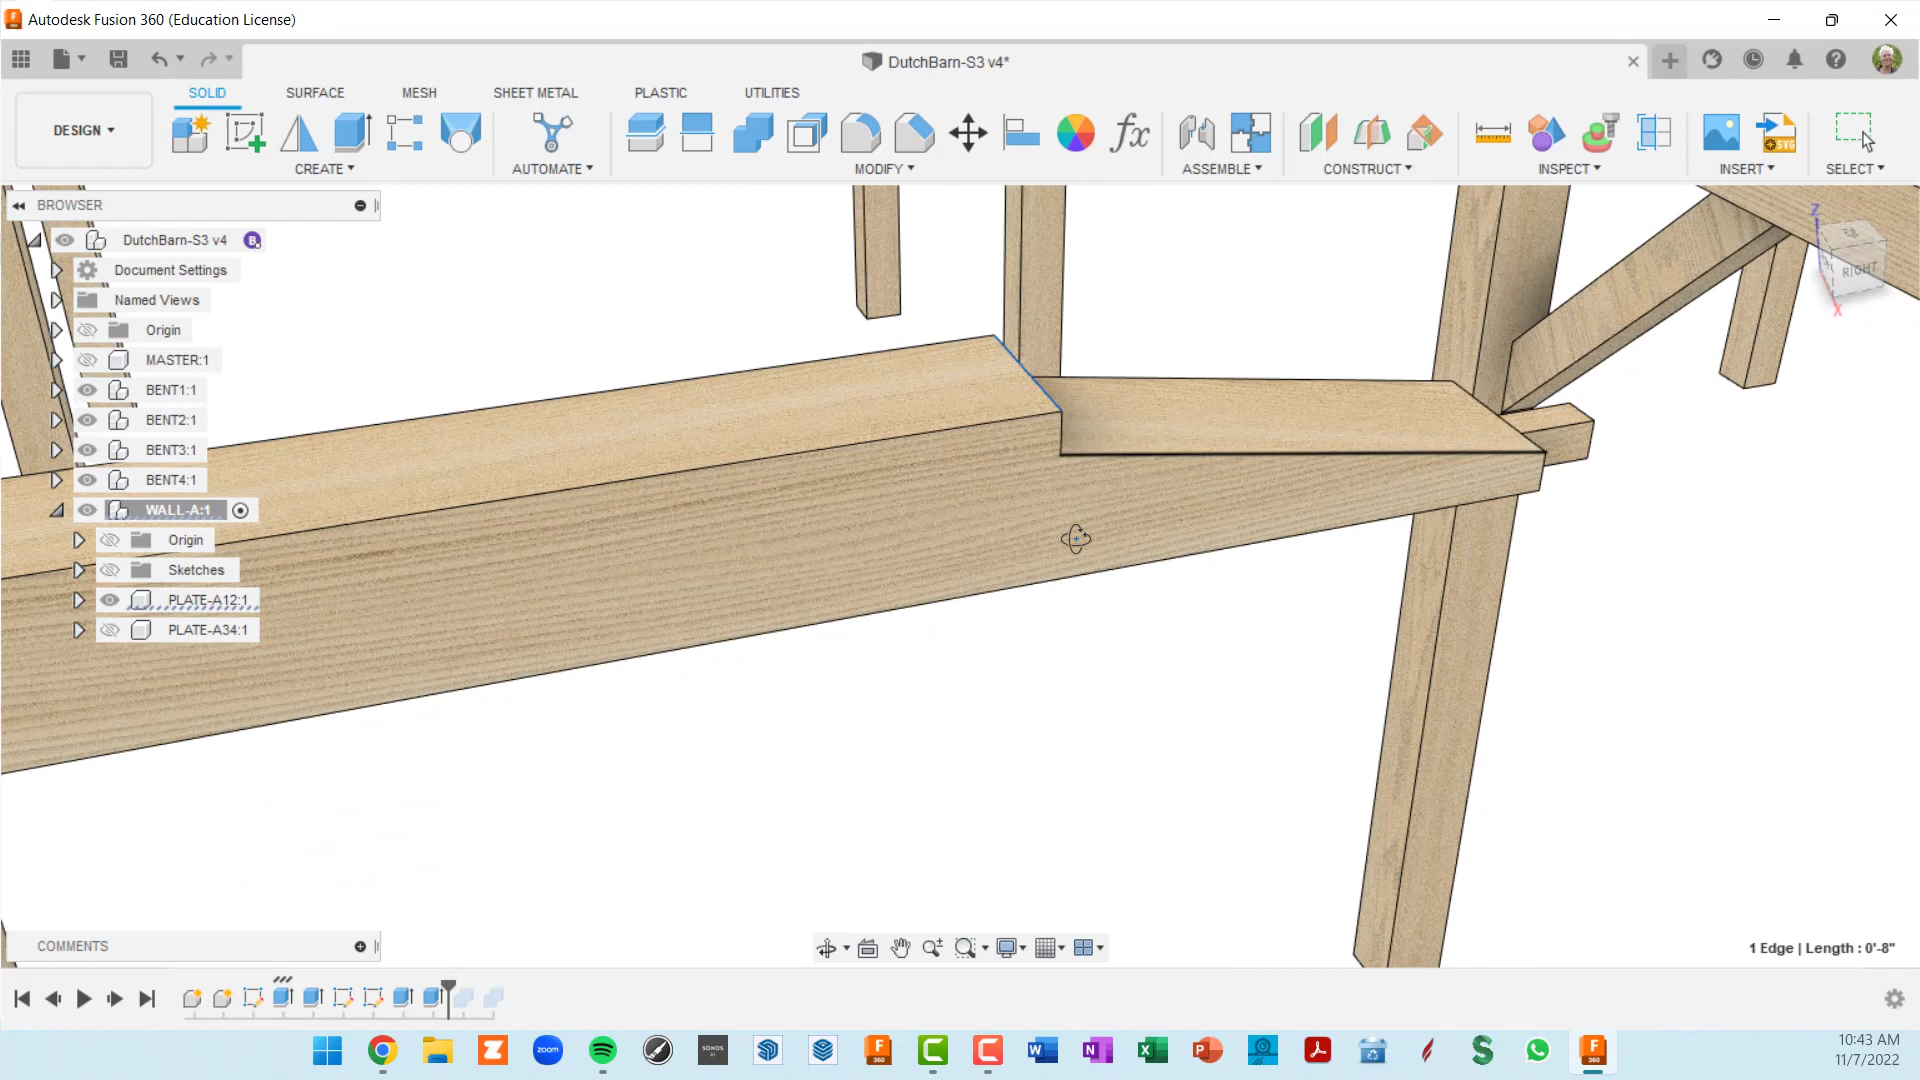 Autodesk Fusion 360 (Education License)
DutchBarn-S3 v4*
SOLID SURFACE MESH SHEET METAL PLASTIC UTILITIES
DESIGN
CREATE AUTOMATE MODIFY ASSEMBLE CONSTRUCT INSPECT INSERT SELECT
SVG
BROWSER
DutchBarn-S3 v4
Document Settings
Named Views
Origin
MASTER:1
BENT1:1
BENT2:1
BENT3:1
BENT4:1
WALL-A:1
Origin
Sketches
PLATE-A12:1
PLATE-A34:1
Z
RIGHT
X
COMMENTS
1 Edge | Length : 0'-8"
zoom
SONOS
10:43 AM
11/7/2022